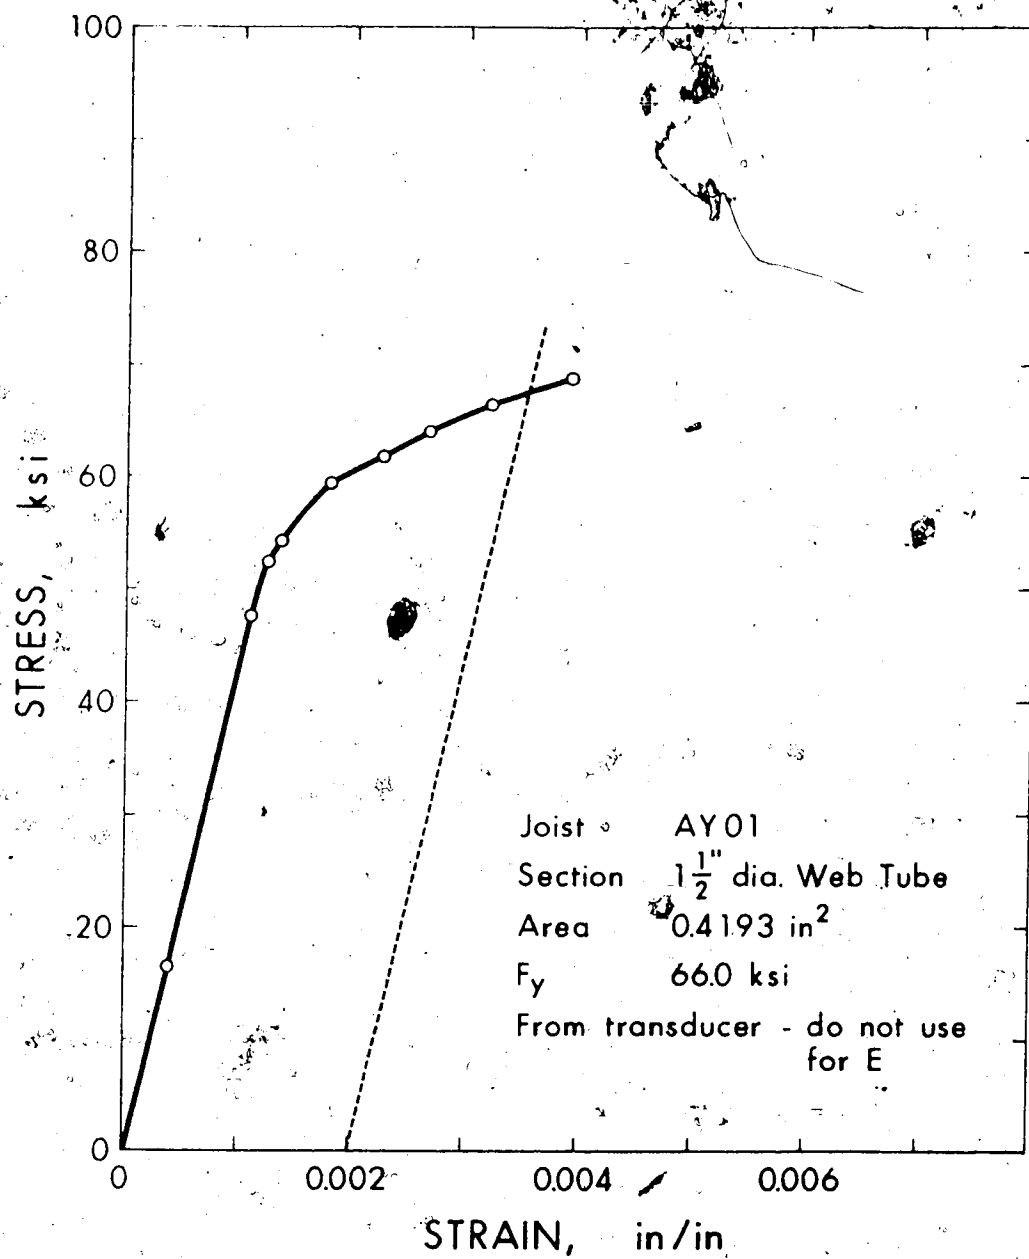 100
80
60
40
20
0
STRESS, ksi
Joist AY01
Section 1 1/2" dia. Web Tube
Area 0.4193 in²
Fy 66.0 ksi
From transducer - do not use
for E
0 0.002 0.004 0.006
STRAIN, in/in